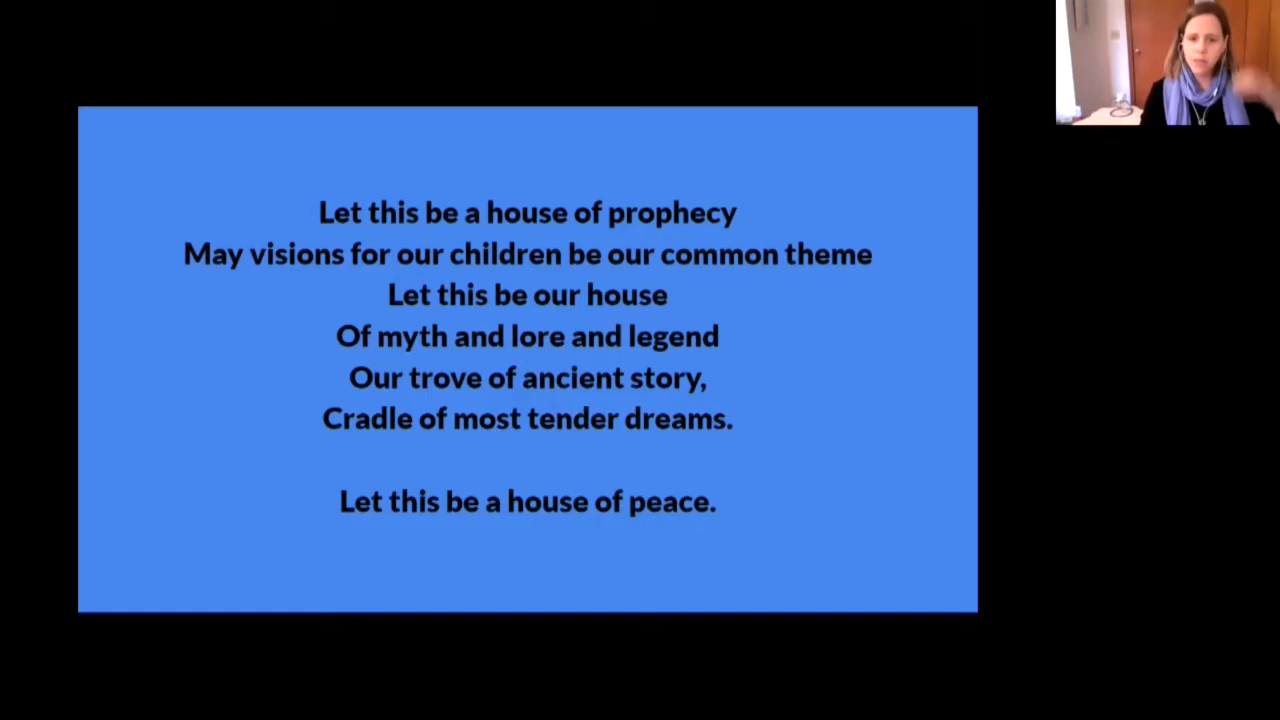 Let this be a house of prophecy
May visions for our children be our common theme
Let this be our house
Of myth and lore and legend
Our trove of ancient story,
Cradle of most tender dreams.
Let this be a house of peace.